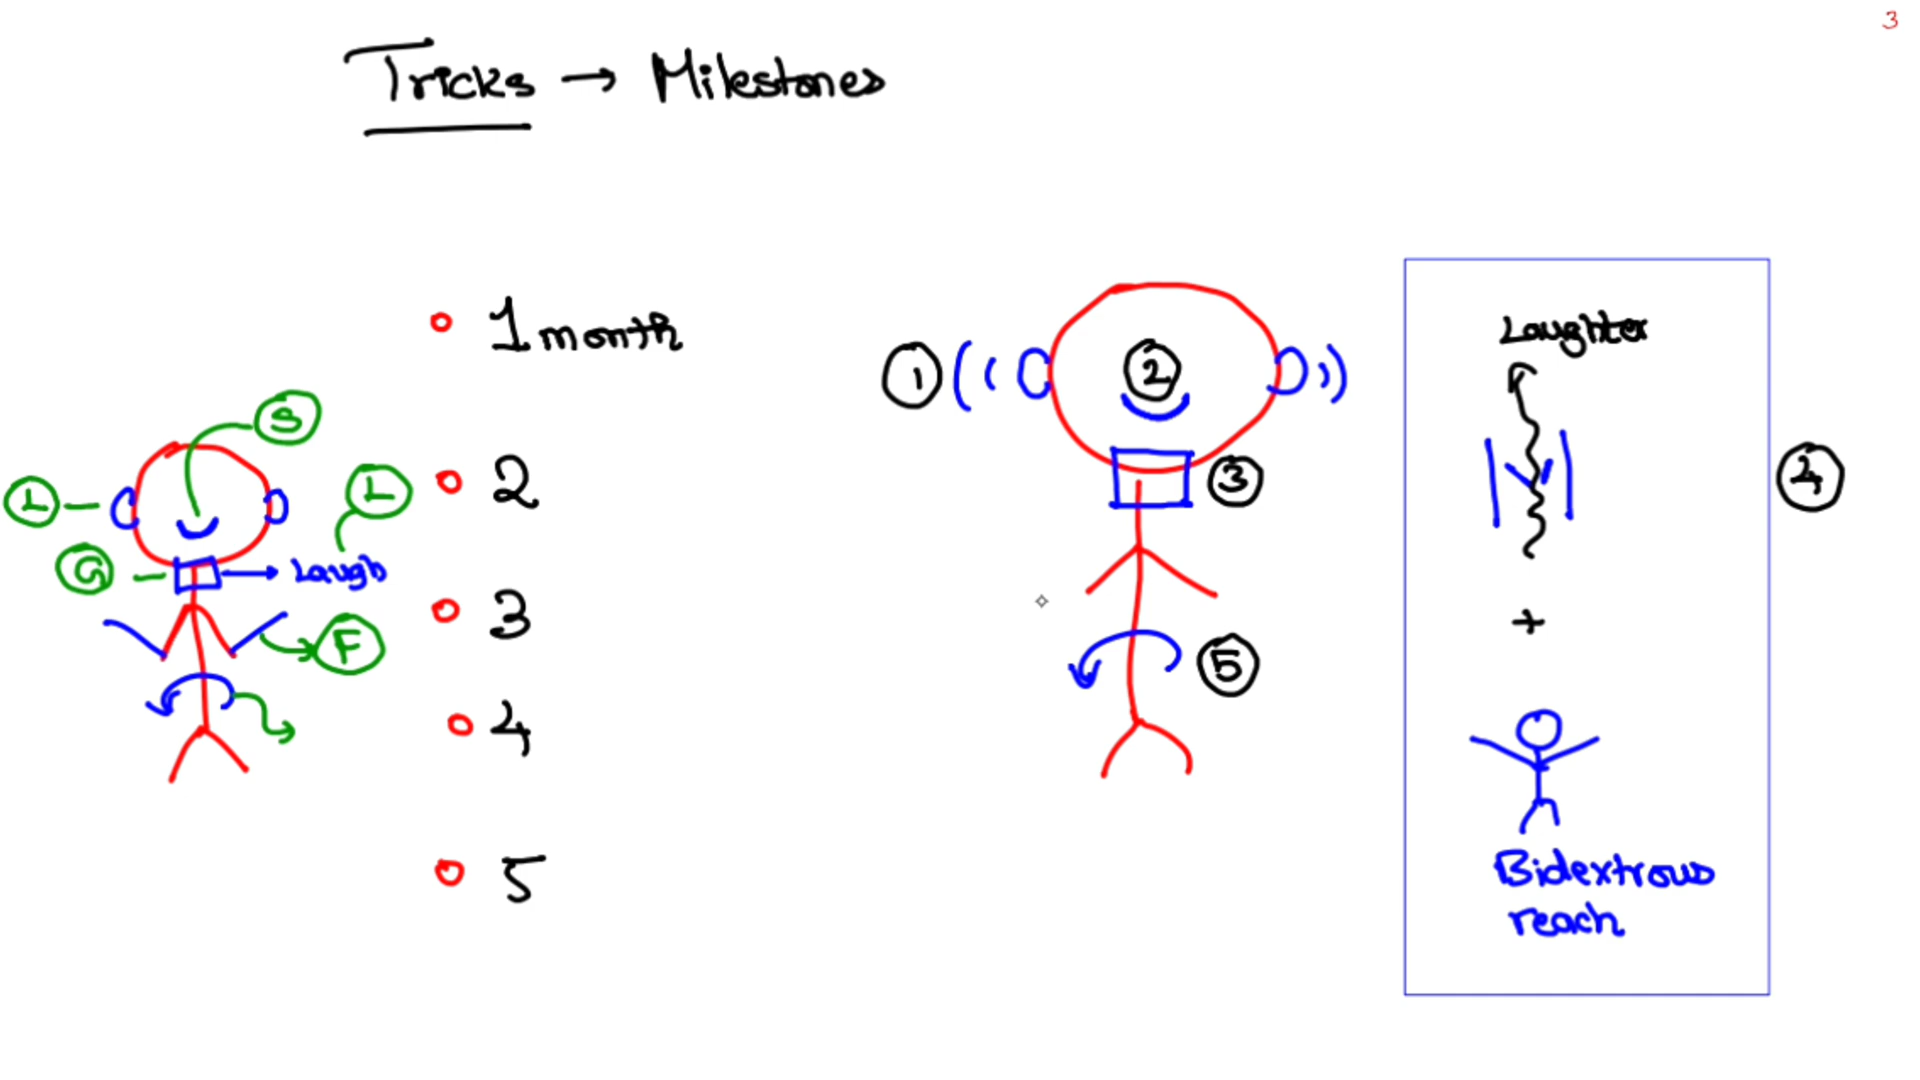 3
Tricks → Milestones
1 month
2
3
4
5
S
L
L
G
Laugh
F
1
2
3
5
Laughter
+
Bidextrous
reach
4